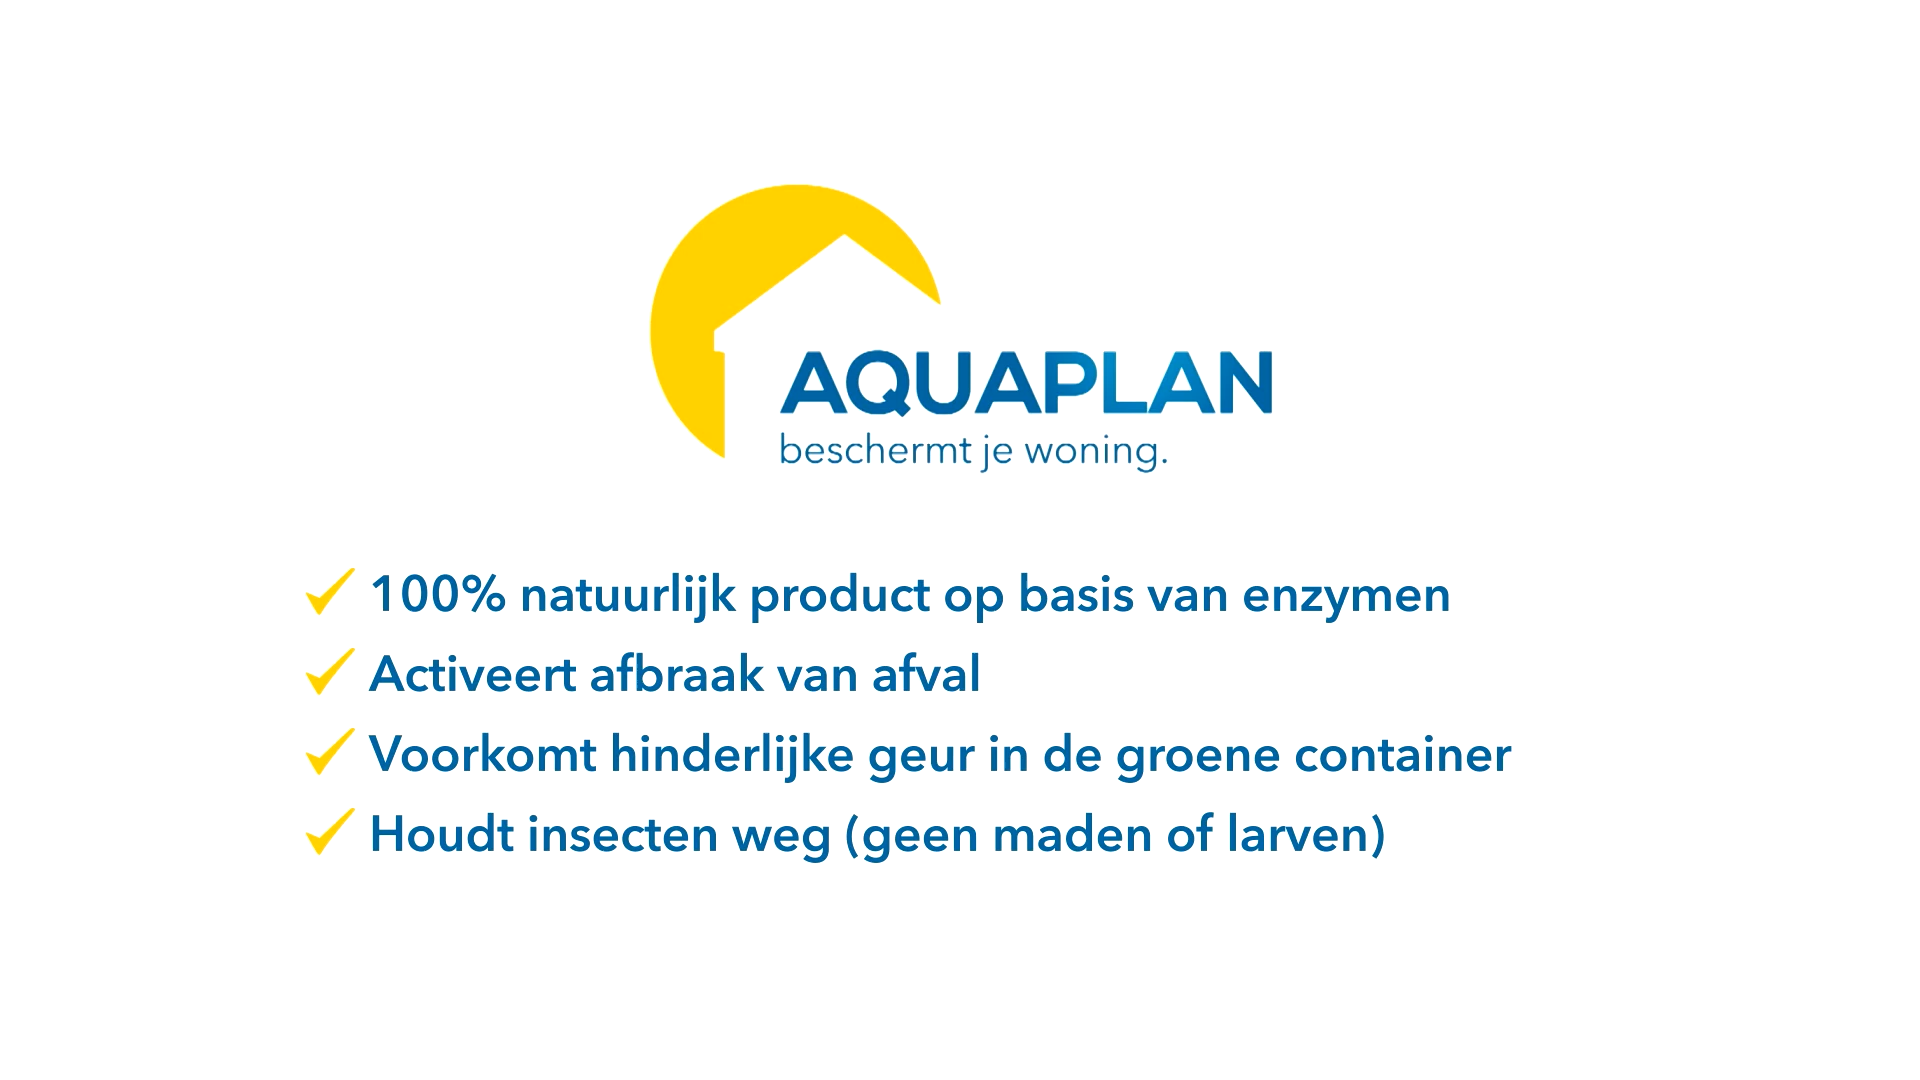 AQUAPLAN
beschermt je woning.
100% natuurlijk product op basis van enzymen
Activeert afbraak van afval
Voorkomt hinderlijke geur in de groene container
Houdt insecten weg (geen maden of larven)